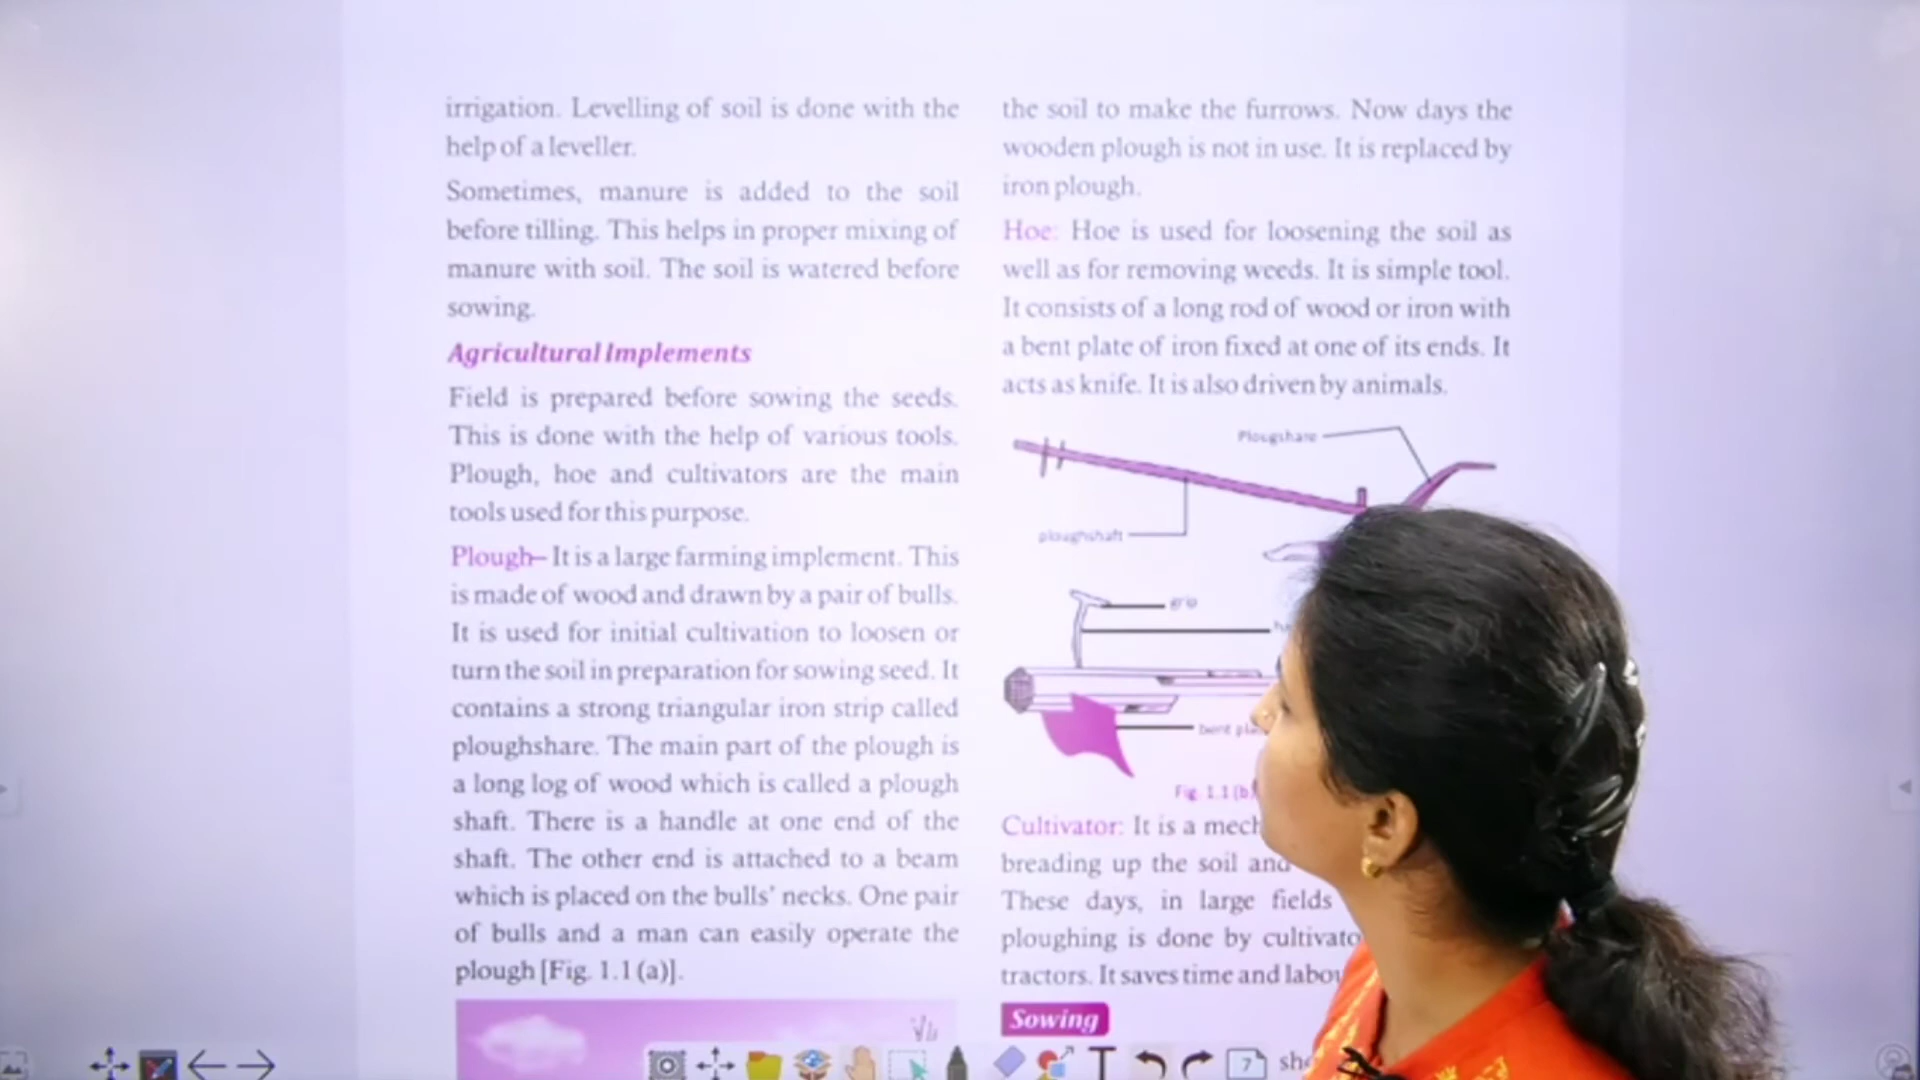 irrigation. Levelling of soil is done with the
help of a leveller.
Sometimes, manure is added to the soil
before tilling. This helps in proper mixing of
manure with soil. The soil is watered before
sowing.
Agricultural Implements
Field is prepared before sowing the seeds.
This is done with the help of various tools.
Plough, hoe and cultivators are the main
tools used for this purpose.
Plough– It is a large farming implement. This
is made of wood and drawn by a pair of bulls.
It is used for initial cultivation to loosen or
turn the soil in preparation for sowing seed. It
contains a strong triangular iron strip called
ploughshare. The main part of the plough is
a long log of wood which is called a plough
shaft. There is a handle at one end of the
shaft. The other end is attached to a beam
which is placed on the bulls' necks. One pair
of bulls and a man can easily operate the
plough [Fig. 1.1 (a)].
the soil to make the furrows. Now days the
wooden plough is not in use. It is replaced by
iron plough.
Hoe: Hoe is used for loosening the soil as
well as for removing weeds. It is simple tool.
It consists of a long rod of wood or iron with
a bent plate of iron fixed at one of its ends. It
acts as knife. It is also driven by animals.
Plougshare
ploughshaft
bent
Fig. 1.1 (b)
Cultivator: It is a
breading up the soil and
These days, in large fields
ploughing is done by
tractors. It saves time and
Sowing
7